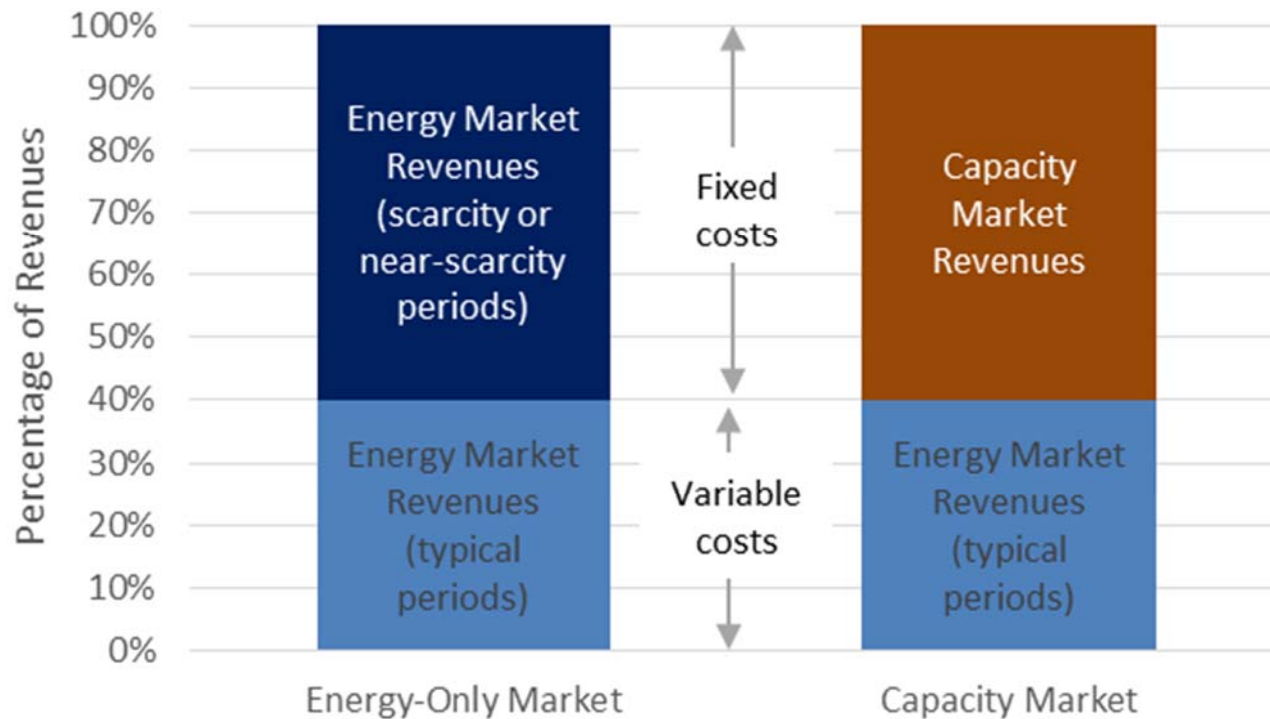 Percentage of Revenues
100%
90%
80%
70%
60%
50%
40%
30%
20%
10%
0%
Energy Market
Revenues
(scarcity or
near-scarcity
periods)
Energy Market
Revenues
(typical
periods)
Fixed
costs
Variable
costs
Capacity
Market
Revenues
Energy Market
Revenues
(typical
periods)
Energy-Only Market
Capacity Market